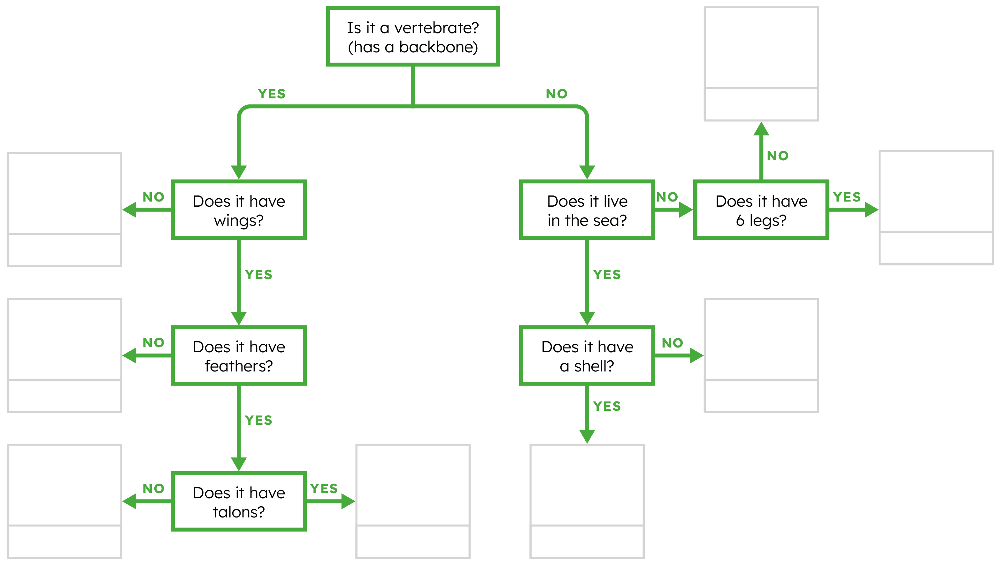 Is it a vertebrate?
(has a backbone)
YES
NO
NO
NO
Does it have
wings?
Does it live
in the sea?
NO
Does it have
6 legs?
YES
YES
YES
NO
Does it have
feathers?
Does it have
a shell?
NO
YES
YES
NO
Does it have
talons?
YES